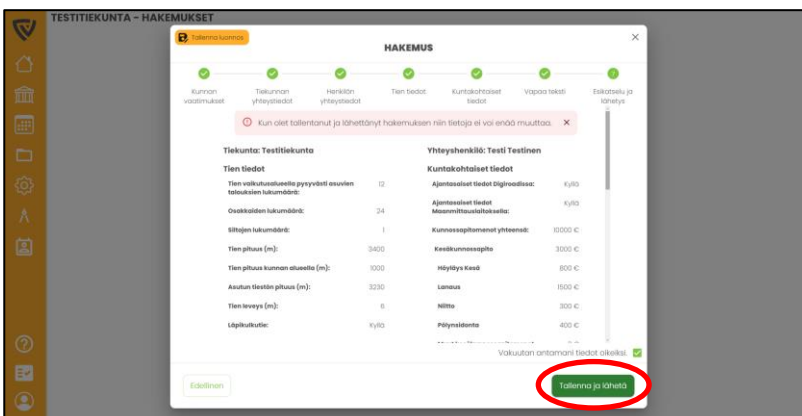 TESTITIEKUNTA - HAKEMUKSET
Tallenna luonnos
HAKEMUS
Kunnan vaatimukset
Tiekunnan yhteystiedot
Henkilön yhteystiedot
Tien tiedot
Kuntakohtaiset tiedot
Vapaa teksti
7
Esikatselu ja lähetys
Kun olet tallentanut ja lähettänyt hakemuksen niin tietoja ei voi enää muuttaa.
Tiekunta: Testitiekunta
Tien tiedot
Tien vaikutusalueella pysyvästi asuvien talouksien lukumäärä: 12
Osakkaiden lukumäärä: 24
Siltojen lukumäärä: 1
Tien pituus (m): 3400
Tien pituus kunnan alueella (m): 1000
Asutun tiestön pituus (m): 3230
Tien leveys (m): 6
Läpikulkutie: Kyllä
Yhteyshenkilö: Testi Testinen
Kuntakohtaiset tiedot
Ajantasaiset tiedot Digiroadissa: Kyllä
Ajantasaiset tiedot Maanmittauslaitoksella: Kyllä
Kunnossapitomenot yhteensä: 10000 €
Kesäkunnossapito 3000 €
Höyläys Kesä 800 €
Lanaus 1500 €
Niitto 300 €
Pölynsidonta 400 €
Vakuutan antamani tiedot oikeiksi.
Edellinen
Tallenna ja lähetä